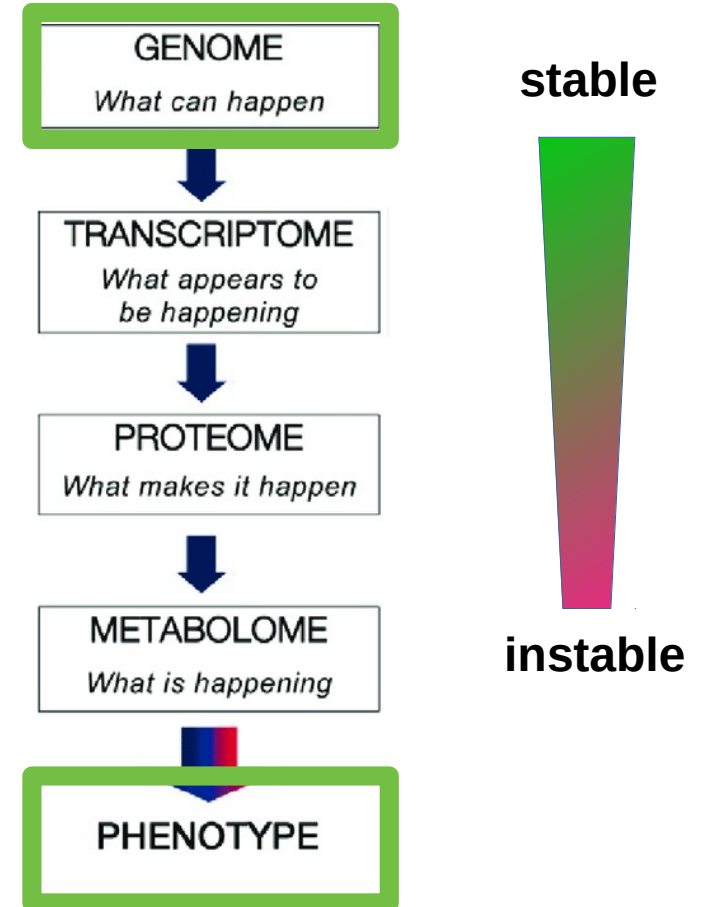 GENOME
What can happen
stable
TRANSCRIPTOME
What appears to
be happening
PROTEOME
What makes it happen
METABOLOME
What is happening
instable
PHENOTYPE